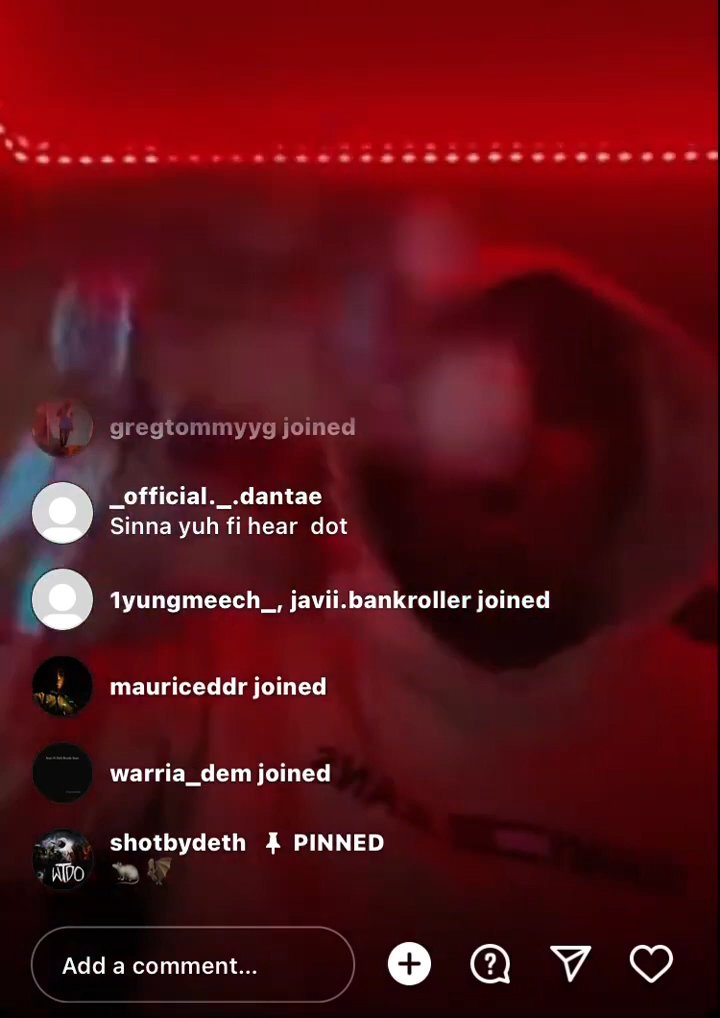 gregtommyyg joined
_official._.dantae
Sinna yuh fi hear dot
1yungmeech_, javii.bankroller joined
mauriceddr joined
warria_dem joined
shotbydeth PINNED
🐁 🐉
WTDO
Add a comment...